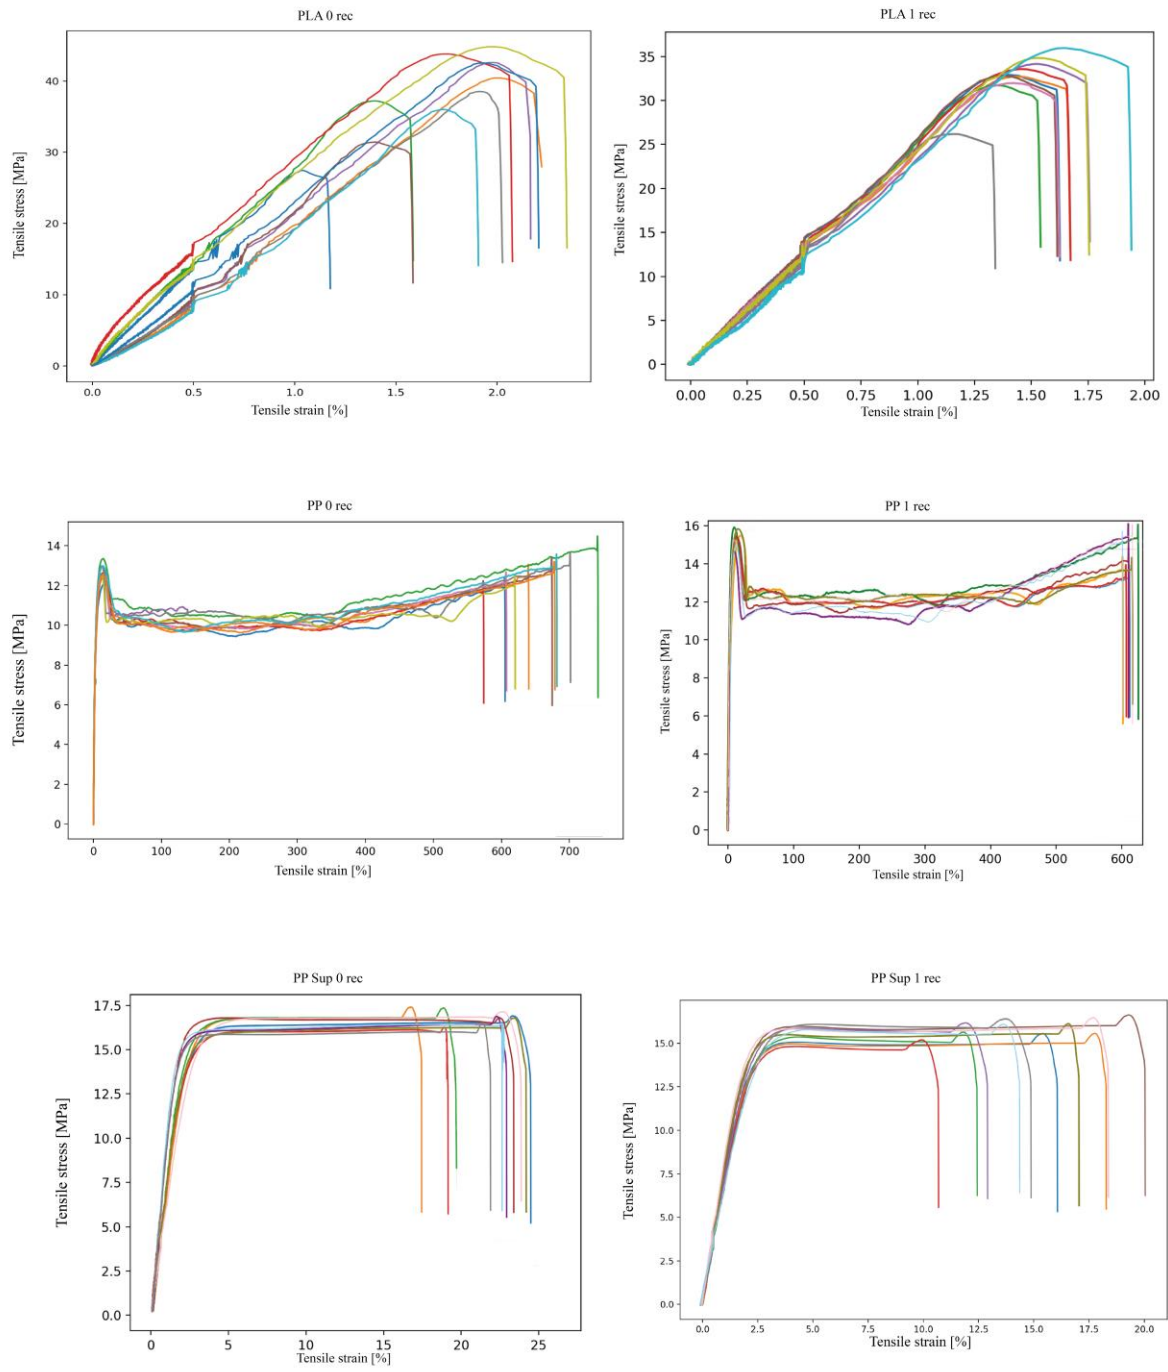 PLA 0 rec
Tensile stress [MPa]
40
30
20
10
0
0.0 0.5 1.0 1.5 2.0
Tensile strain [%]
PLA 1 rec
Tensile stress [MPa]
35
30
25
20
15
10
5
0
0.00 0.25 0.50 0.75 1.00 1.25 1.50 1.75 2.00
Tensile strain [%]
PP 0 rec
Tensile stress [MPa]
14
12
10
8
6
4
2
0
0 100 200 300 400 500 600 700
Tensile strain [%]
PP 1 rec
Tensile stress [MPa]
16
14
12
10
8
6
4
2
0
0 100 200 300 400 500 600
Tensile strain [%]
PP Sup 0 rec
Tensile stress [MPa]
17.5
15.0
12.5
10.0
7.5
5.0
2.5
0.0
0 5 10 15 20 25
Tensile strain [%]
PP Sup 1 rec
Tensile stress [MPa]
15.0
12.5
10.0
7.5
5.0
2.5
0.0
0.0 2.5 5.0 7.5 10.0 12.5 15.0 17.5 20.0
Tensile strain [%]